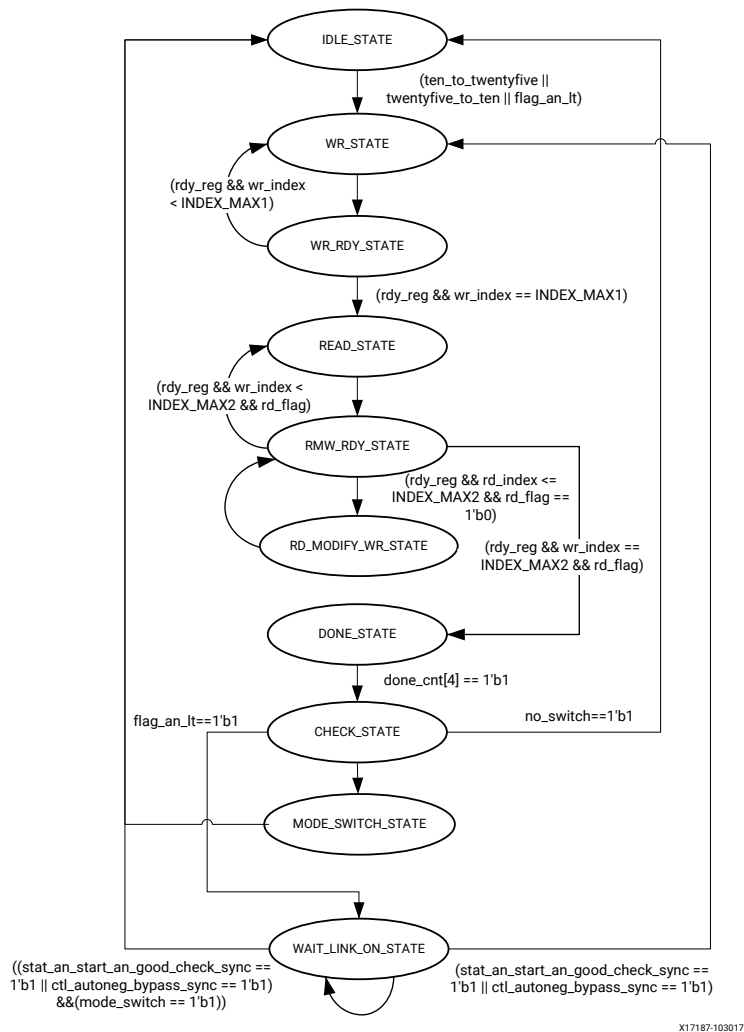 IDLE_STATE
(ten_to_twentyfive ||
twentyfive_to_ten || flag_an_lt)
WR_STATE
(rdy_reg && wr_index
< INDEX_MAX1)
WR_RDY_STATE
(rdy_reg && wr_index == INDEX_MAX1)
READ_STATE
(rdy_reg && wr_index <
INDEX_MAX2 && rd_flag)
RMW_RDY_STATE
(rdy_reg && rd_index <=
INDEX_MAX2 && rd_flag ==
1'b0)
RD_MODIFY_WR_STATE
(rdy_reg && wr_index ==
INDEX_MAX2 && rd_flag)
DONE_STATE
done_cnt[4] == 1'b1
flag_an_lt==1'b1
CHECK_STATE
no_switch==1'b1
MODE_SWITCH_STATE
WAIT_LINK_ON_STATE
((stat_an_start_an_good_check_sync ==
1'b1 || ctl_autoneg_bypass_sync == 1'b1)
&&(mode_switch == 1'b1))
(stat_an_start_an_good_check_sync ==
1'b1 || ctl_autoneg_bypass_sync == 1'b1)
X17187-103017